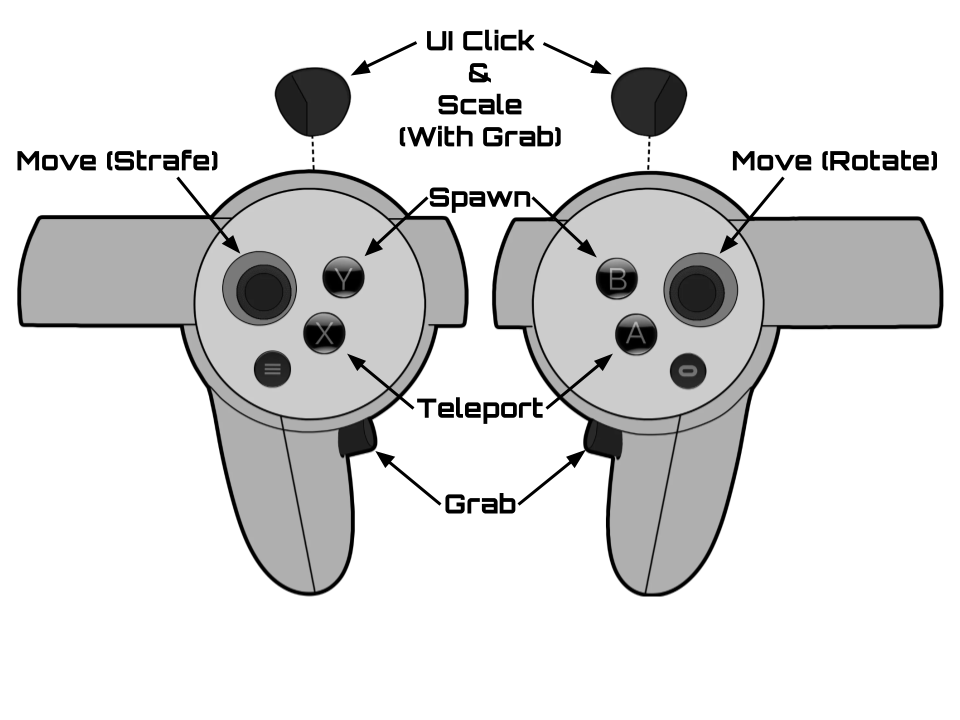 UI Click
&
Scale
(With Grab)
Move (Strafe)
Move (Rotate)
Spawn
Y
B
X
A
Teleport
Grab